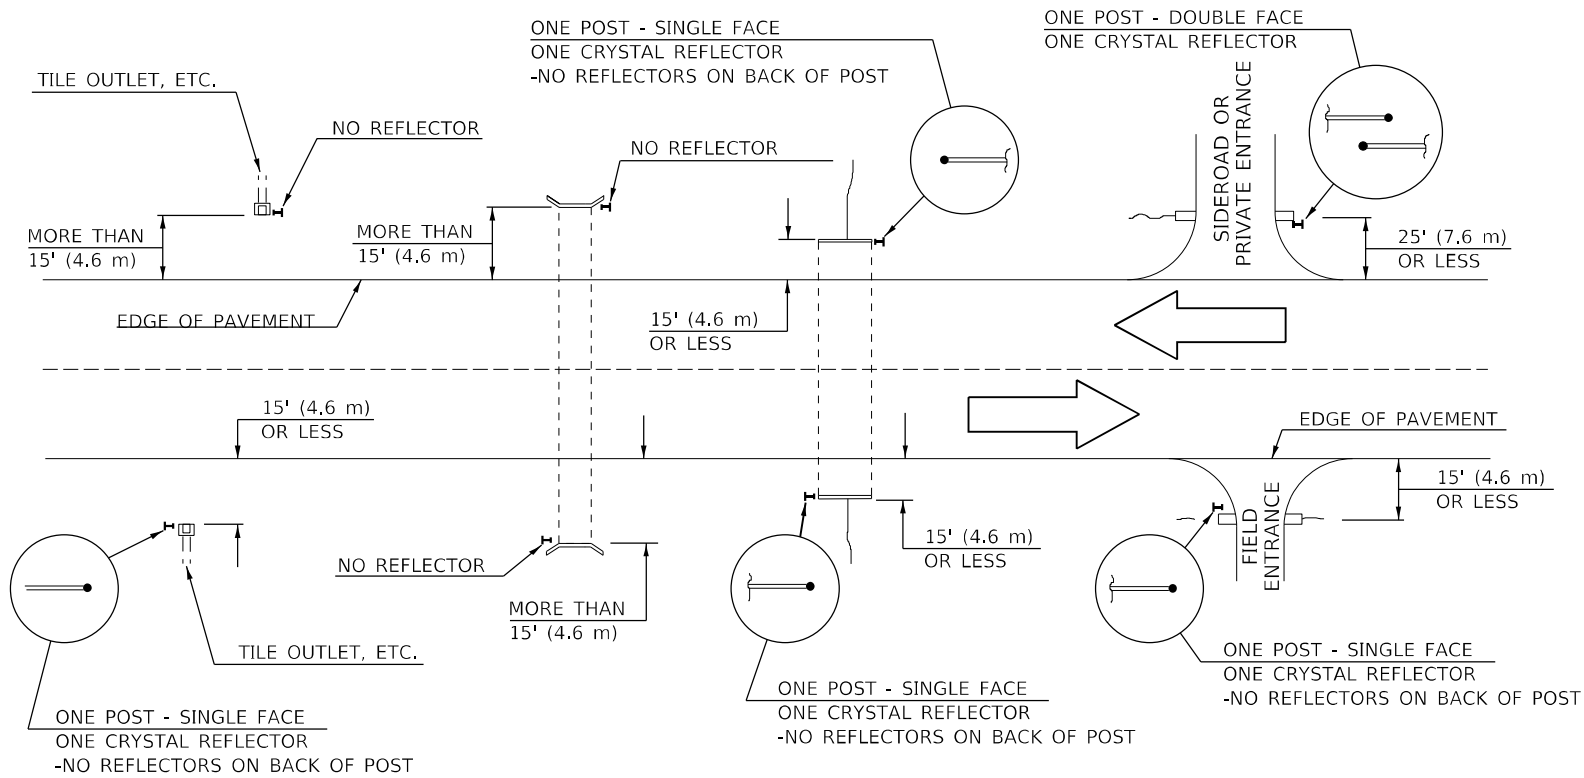 ONE POST - SINGLE FACE
ONE CRYSTAL REFLECTOR
-NO REFLECTORS ON BACK OF POST
ONE POST - DOUBLE FACE
ONE CRYSTAL REFLECTOR
TILE OUTLET, ETC.
NO REFLECTOR
NO REFLECTOR
SIDEROAD OR
PRIVATE ENTRANCE
MORE THAN
15' (4.6 m)
MORE THAN
15' (4.6 m)
25' (7.6 m)
OR LESS
EDGE OF PAVEMENT
15' (4.6 m)
OR LESS
15' (4.6 m)
OR LESS
EDGE OF PAVEMENT
15' (4.6 m)
OR LESS
FIELD
ENTRANCE
15' (4.6 m)
OR LESS
NO REFLECTOR
MORE THAN
15' (4.6 m)
TILE OUTLET, ETC.
ONE POST - SINGLE FACE
ONE CRYSTAL REFLECTOR
-NO REFLECTORS ON BACK OF POST
ONE POST - SINGLE FACE
ONE CRYSTAL REFLECTOR
-NO REFLECTORS ON BACK OF POST
ONE POST - SINGLE FACE
ONE CRYSTAL REFLECTOR
-NO REFLECTORS ON BACK OF POST